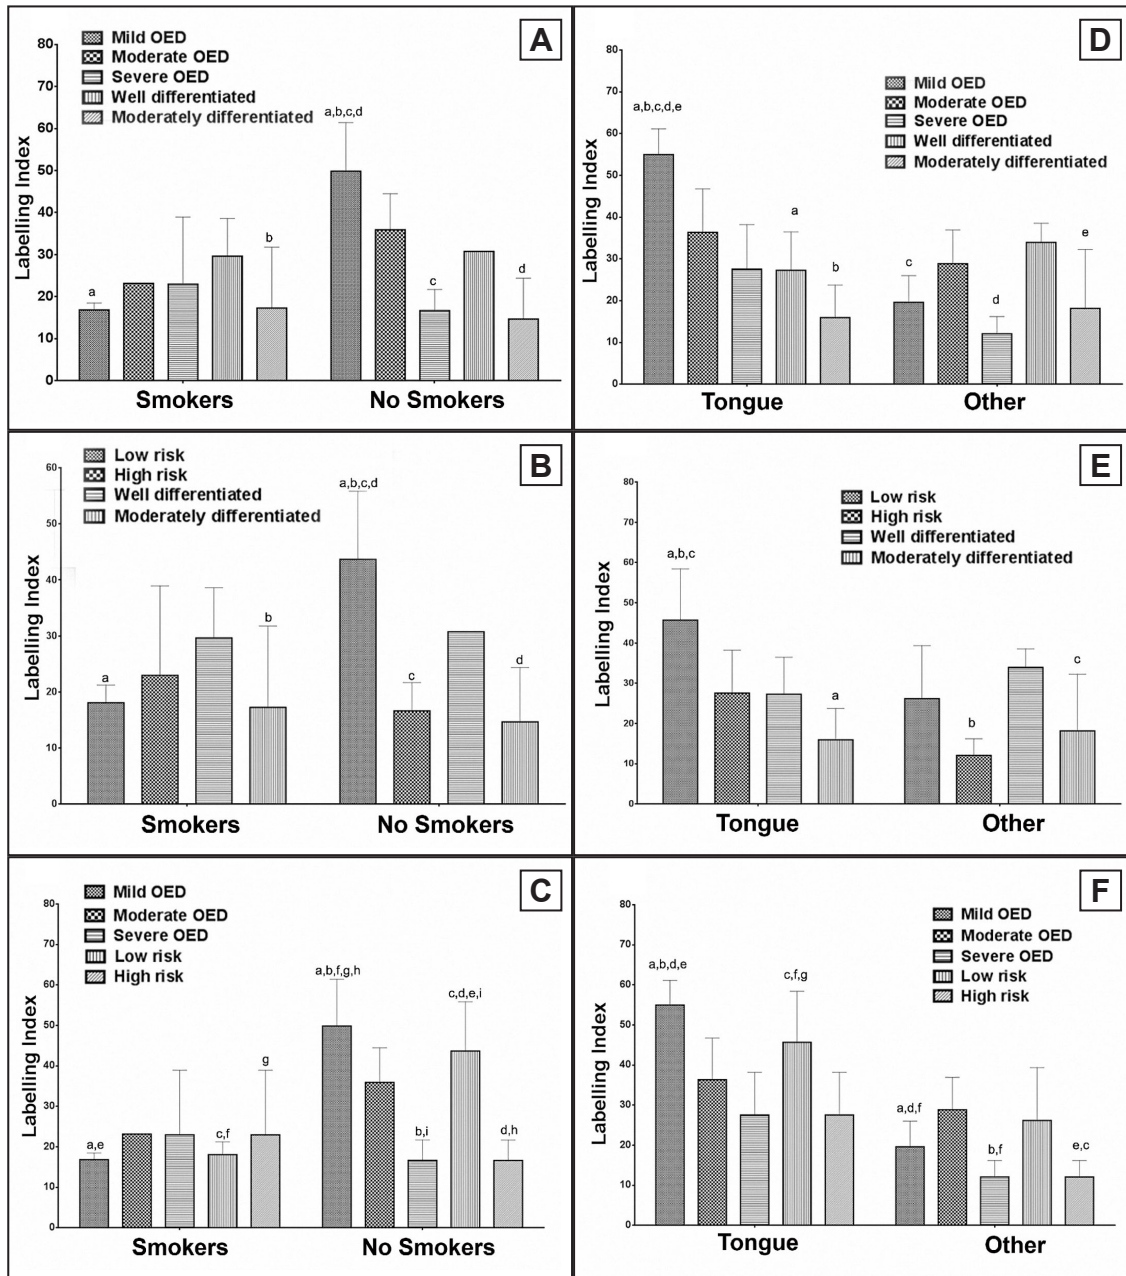 A
Mild OED
Moderate OED
Severe OED
Well differentiated
Moderately differentiated
Labelling Index
80
70
60
50
40
30
20
10
0
a
b
a,b,c,d
c
d
Smokers
No Smokers
D
Mild OED
Moderate OED
Severe OED
Well differentiated
Moderately differentiated
Labelling Index
80
70
60
50
40
30
20
10
0
a,b,c,d,e
a
b
c
d
e
Tongue
Other
B
Low risk
High risk
Well differentiated
Moderately differentiated
Labelling Index
60
50
40
30
20
10
0
a
b
a,b,c,d
c
d
Smokers
No Smokers
E
Low risk
High risk
Well differentiated
Moderately differentiated
Labelling Index
80
70
60
50
40
30
20
10
0
a,b,c
a
b
c
Tongue
Other
C
Mild OED
Moderate OED
Severe OED
Low risk
High risk
Labelling Index
80
70
60
50
40
30
20
10
0
a,e
c,f
g
a,b,f,g,h
b,i
c,d,e,i
d,h
Smokers
No Smokers
F
Mild OED
Moderate OED
Severe OED
Low risk
High risk
Labelling Index
80
70
60
50
40
30
20
10
0
a,b,d,e
c,f,g
a,d,f
b,f
e,c
Tongue
Other